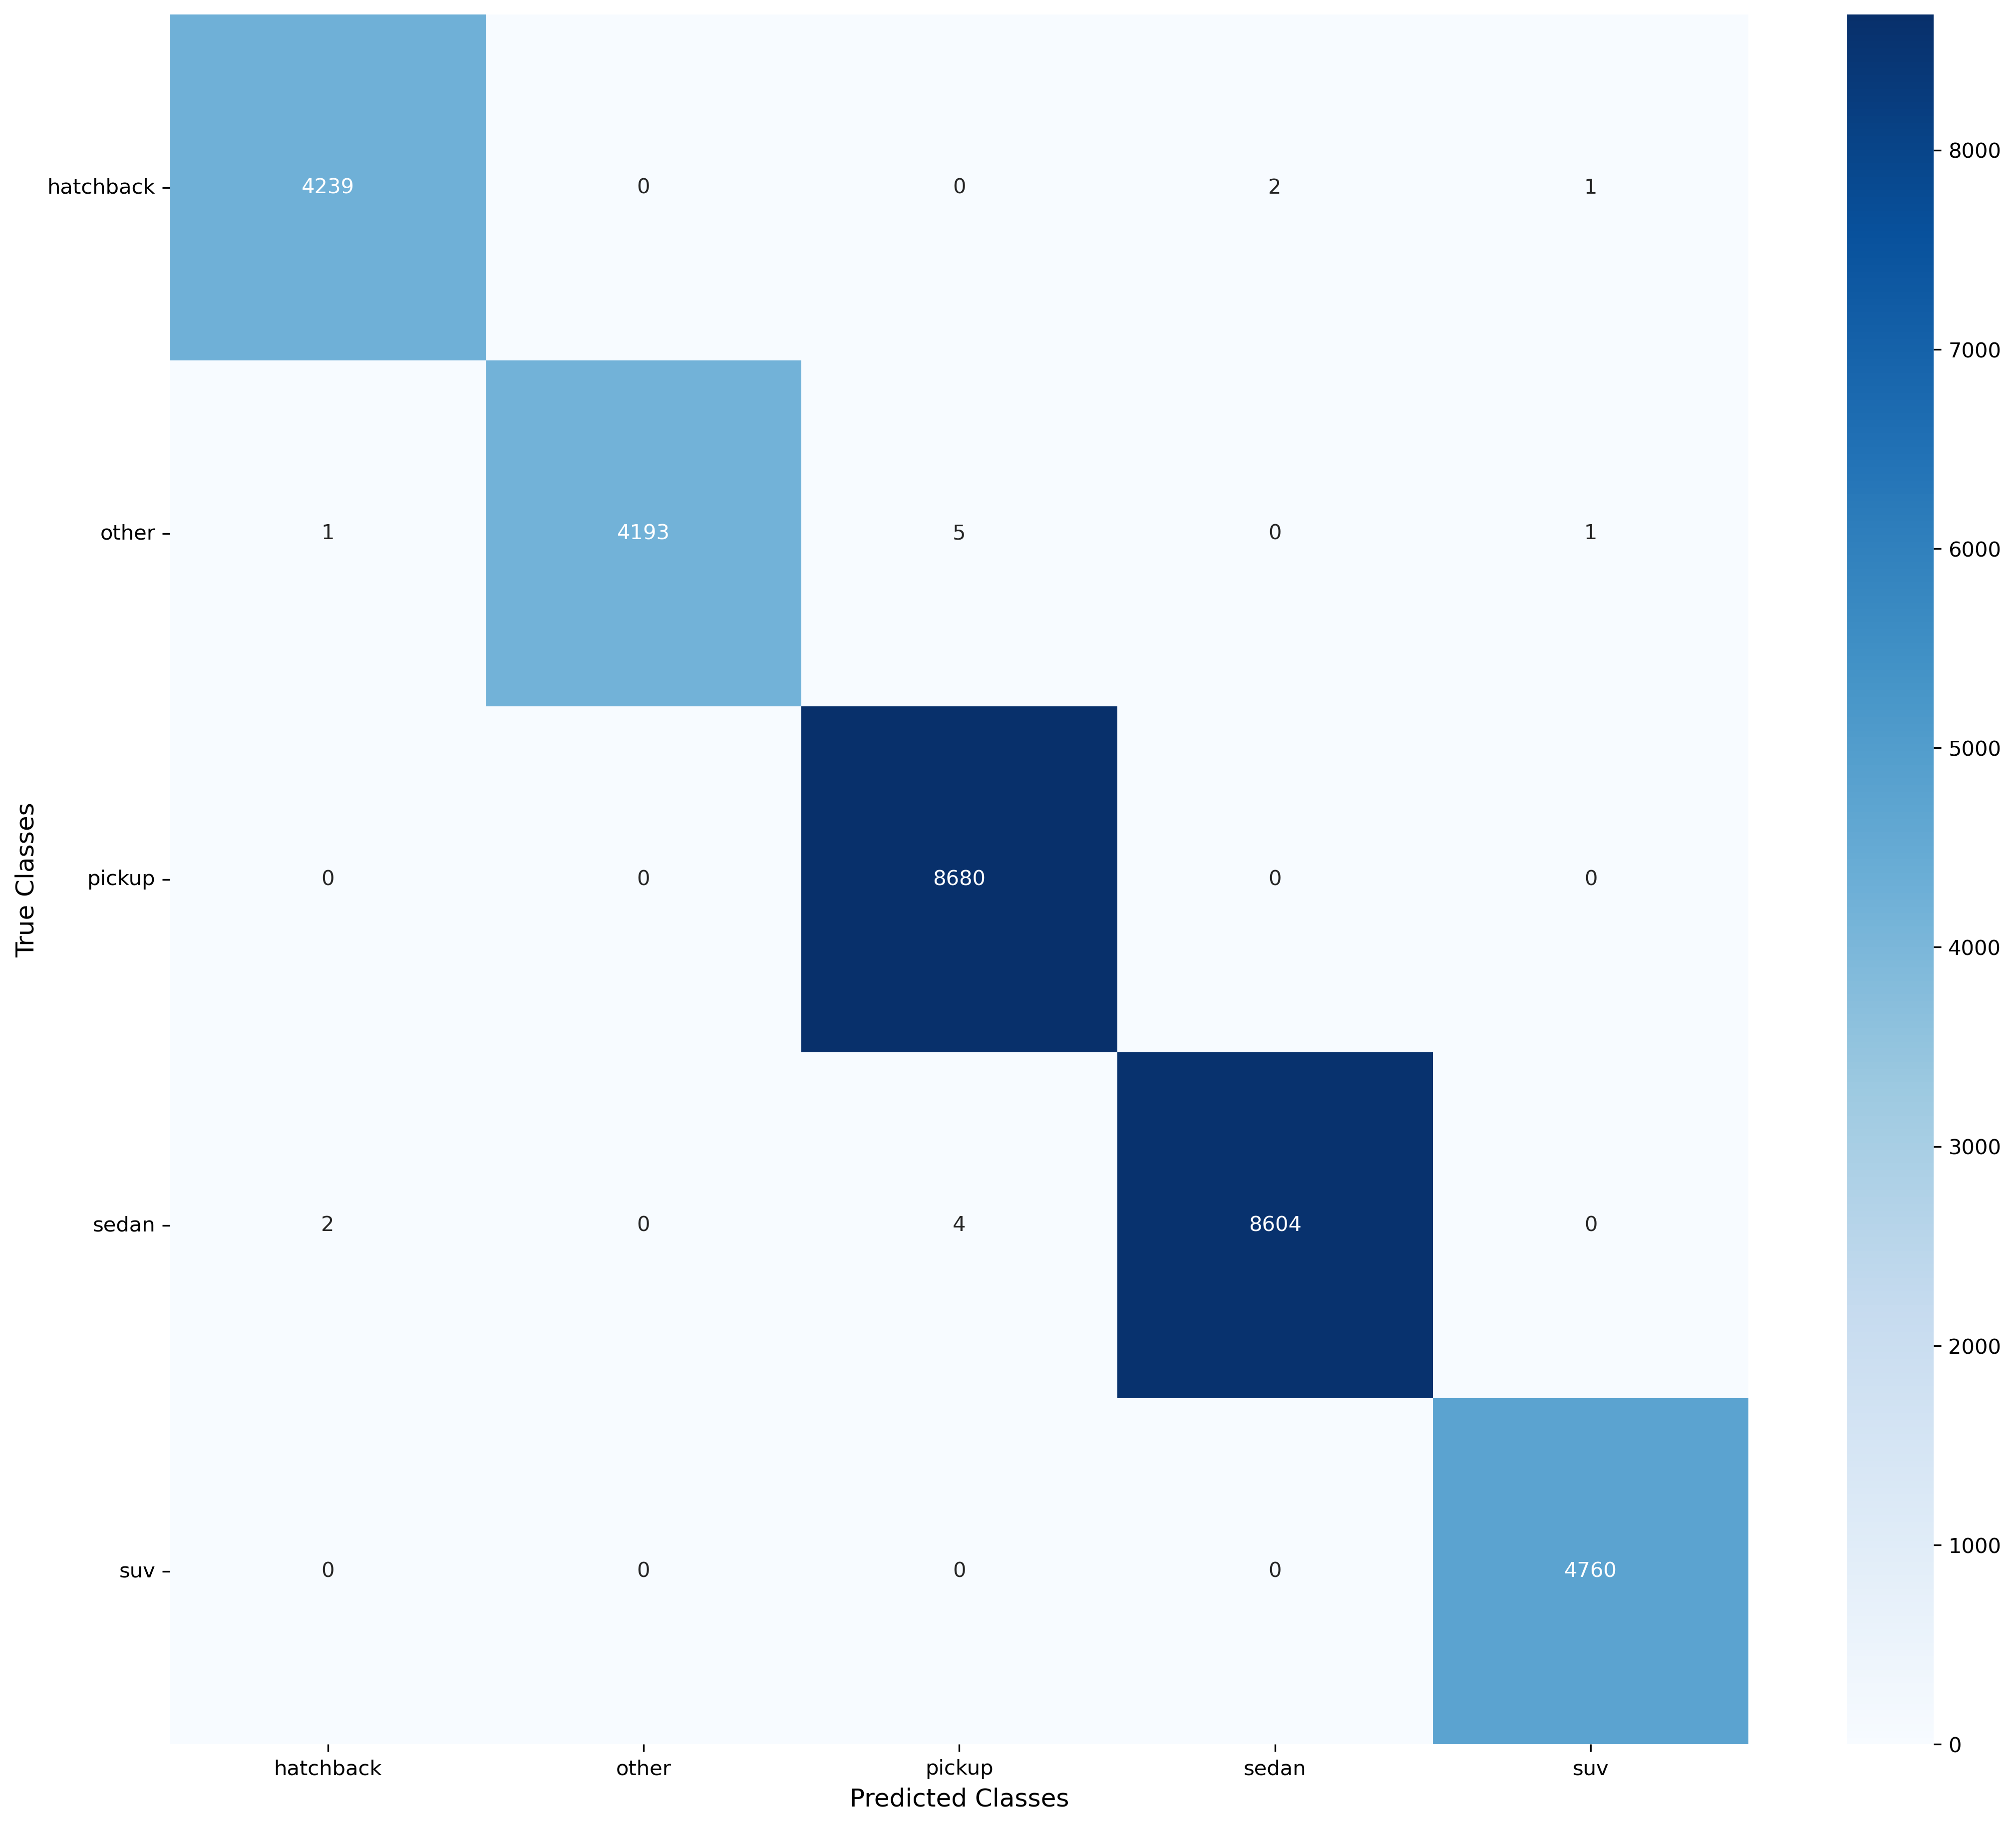 hatchback 4239 0 0 2 1
other 1 4193 5 0 1
pickup 0 0 8680 0 0
sedan 2 0 4 8604 0
suv 0 0 0 0 4760
hatchback other pickup sedan suv
Predicted Classes
True Classes
8000
7000
6000
5000
4000
3000
2000
1000
0